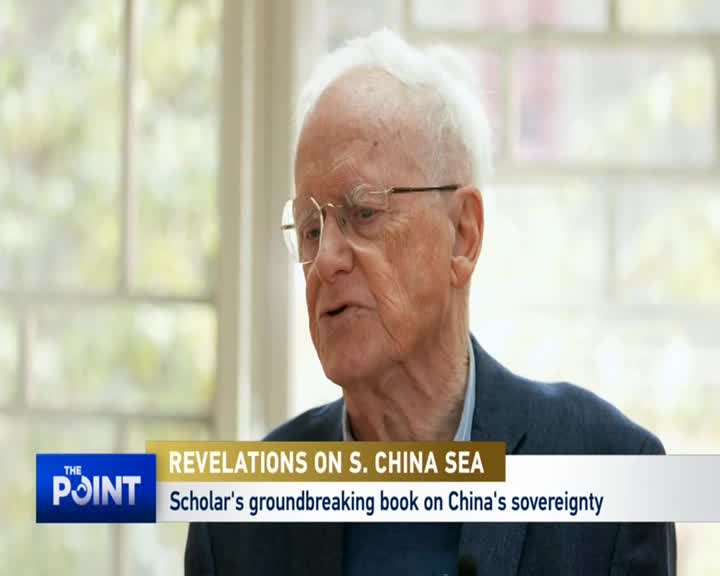 REVELATIONS ON S. CHINA SEA
THE
POINT
Scholar's groundbreaking book on China's sovereignty